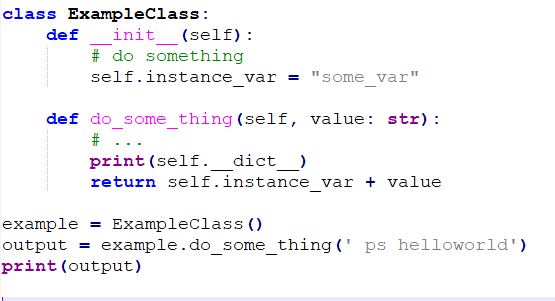 class ExampleClass:
    def __init__(self):
        # do something
        self.instance_var = "some_var"

    def do_some_thing(self, value: str):
        # ...
        print(self.__dict__)
        return self.instance_var + value

example = ExampleClass()
output = example.do_some_thing(' ps helloworld')
print(output)